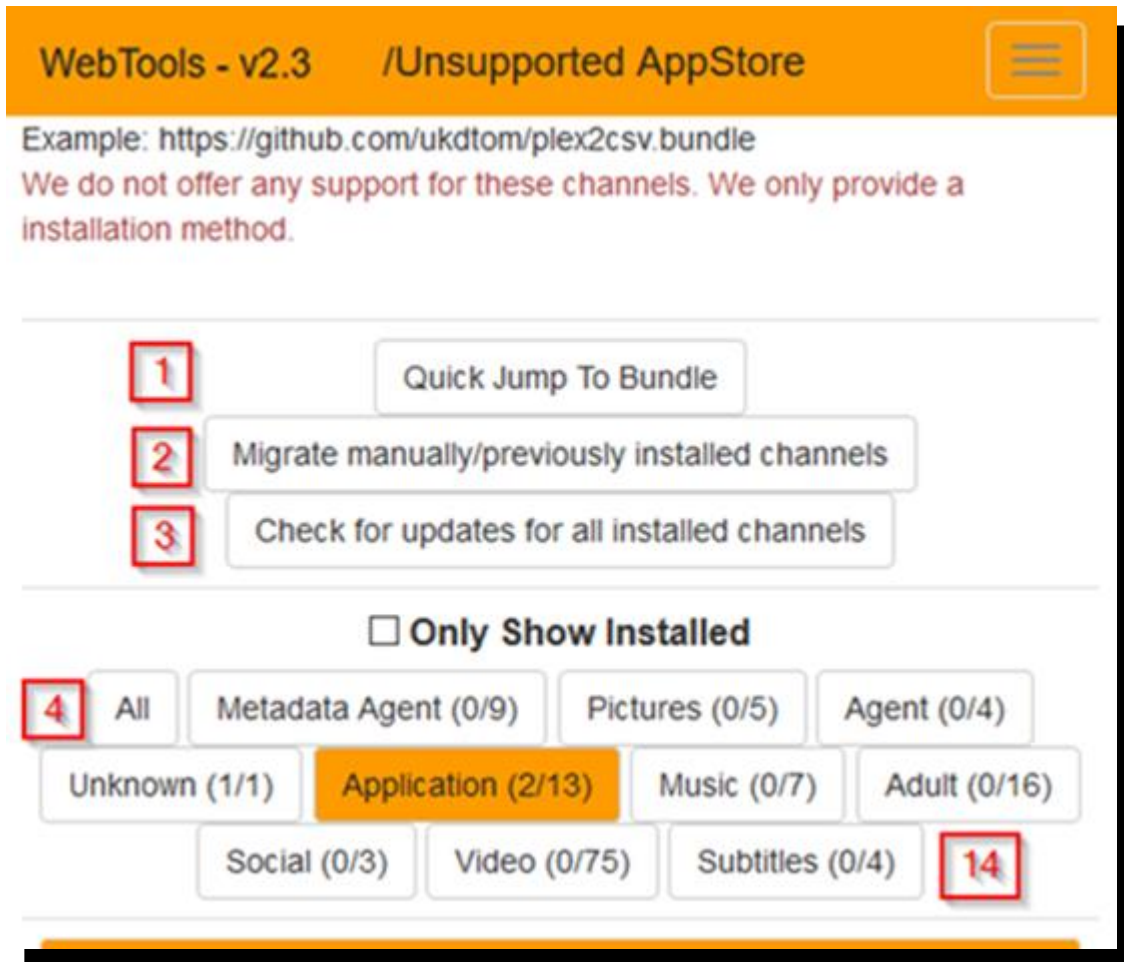 WebTools - v2.3 /Unsupported AppStore
Example: https://github.com/ukdtom/plex2csv.bundle
We do not offer any support for these channels. We only provide a
installation method.
1 Quick Jump To Bundle
2 Migrate manually/previously installed channels
3 Check for updates for all installed channels
Only Show Installed
4 All Metadata Agent (0/9) Pictures (0/5) Agent (0/4)
Unknown (1/1) Application (2/13) Music (0/7) Adult (0/16)
Social (0/3) Video (0/75) Subtitles (0/4) 14